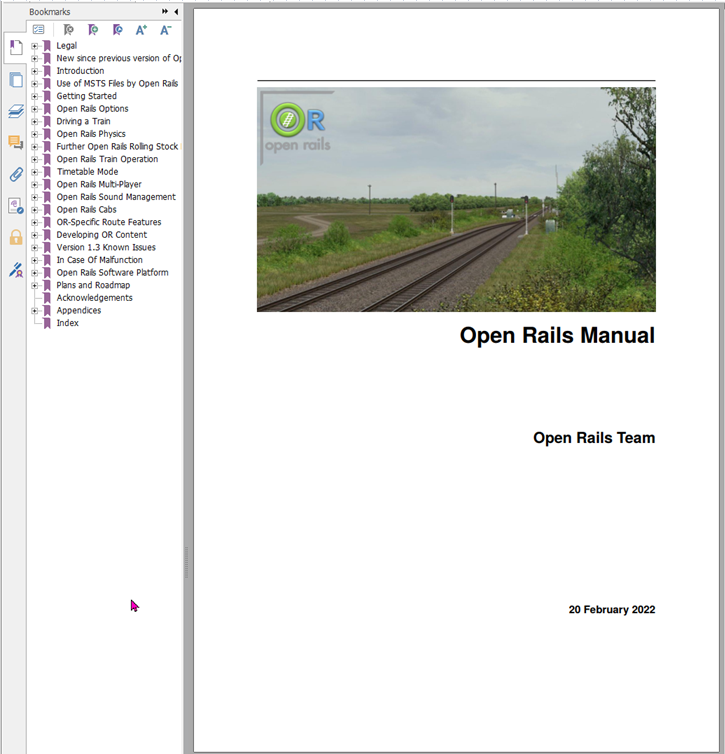 Bookmarks
A+
A-
Legal
New since previous version of Op
Introduction
Use of MSTS Files by Open Rails
Getting Started
Open Rails Options
Driving a Train
Open Rails Physics
Further Open Rails Rolling Stock
Open Rails Train Operation
Timetable Mode
Open Rails Multi-Player
Open Rails Sound Management
Open Rails Cabs
OR-Specific Route Features
Developing OR Content
Version 1.3 Known Issues
In Case Of Malfunction
Open Rails Software Platform
Plans and Roadmap
Acknowledgements
Appendices
Index
OR
open rails
Open Rails Manual
Open Rails Team
20 February 2022